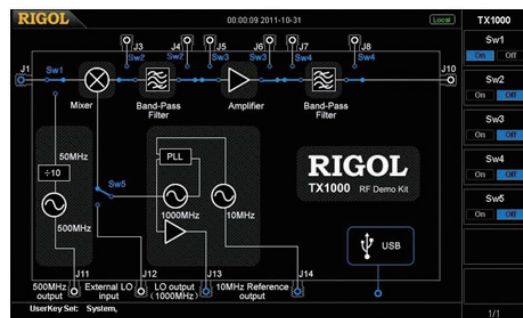 RIGOL 00:00:09 2011-10-31 Local TX1000
J3 J4 J5 J6 J7 J8
Sw2 Sw2 Sw3 Sw3 Sw4 Sw4
J1 Sw1 J10
Mixer Band-Pass Filter Amplifier Band-Pass Filter
50MHz
÷10
500MHz
Sw5
PLL
1000MHz 10MHz
RIGOL
TX1000 RF Demo Kit
USB
J11 J12 J13 J14
500MHz output External LO input LO output (1000MHz) 10MHz Reference output
UserKey Set: System,
Sw1
On Off
Sw2
On Off
Sw3
On Off
Sw4
On Off
Sw5
On Off
1/1